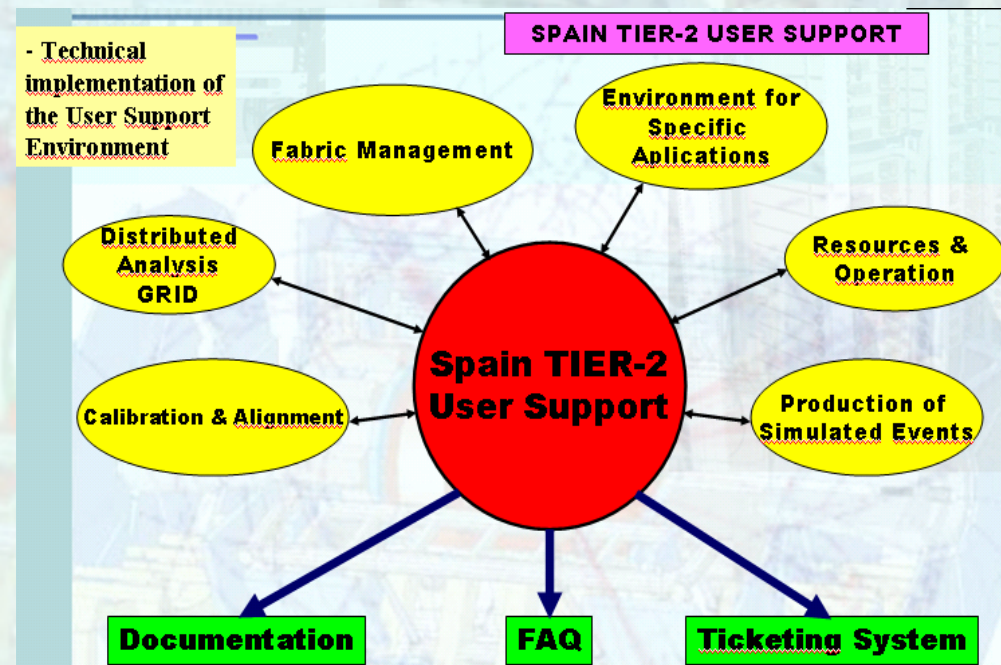 SPAIN TIER-2 USER SUPPORT
- Technical
implementation of
the User Support
Environment
Fabric Management
Environment for
Specific
Aplications
Distributed
Analysis
GRID
Resources &
Operation
Spain TIER-2
User Support
Calibration & Alignment
Production of
Simulated Events
Documentation
FAQ
Ticketing System